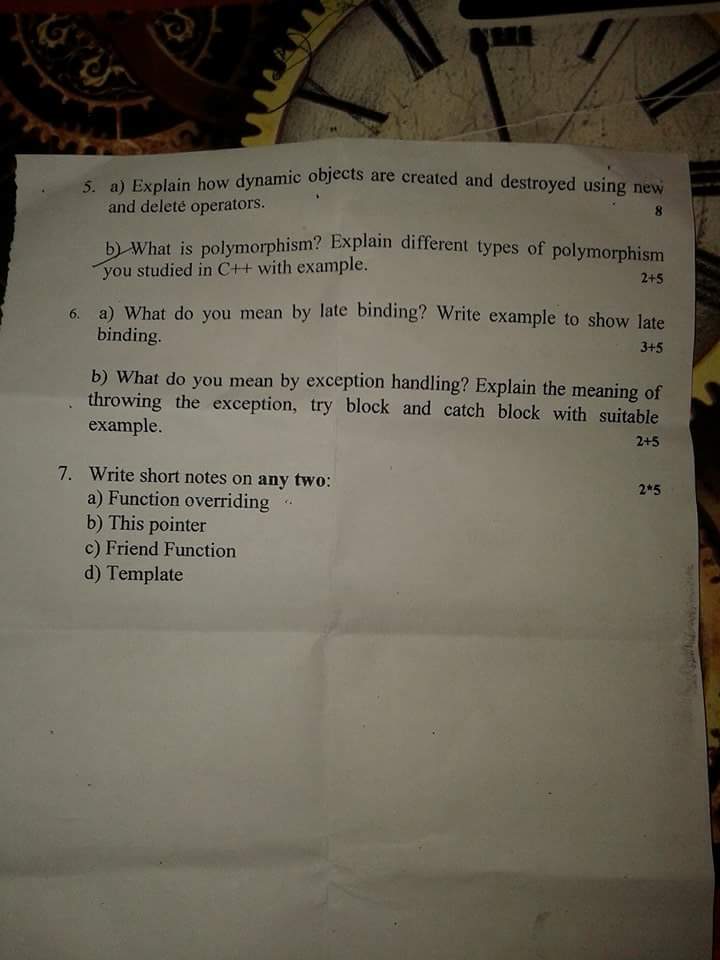 5. a) Explain how dynamic objects are created and destroyed using new
and delete operators.
8
b) What is polymorphism? Explain different types of polymorphism
you studied in C++ with example.
2+5
6. a) What do you mean by late binding? Write example to show late
binding.
3+5
b) What do you mean by exception handling? Explain the meaning of
throwing the exception, try block and catch block with suitable
example.
2+5
7. Write short notes on any two:
2*5
a) Function overriding
b) This pointer
c) Friend Function
d) Template